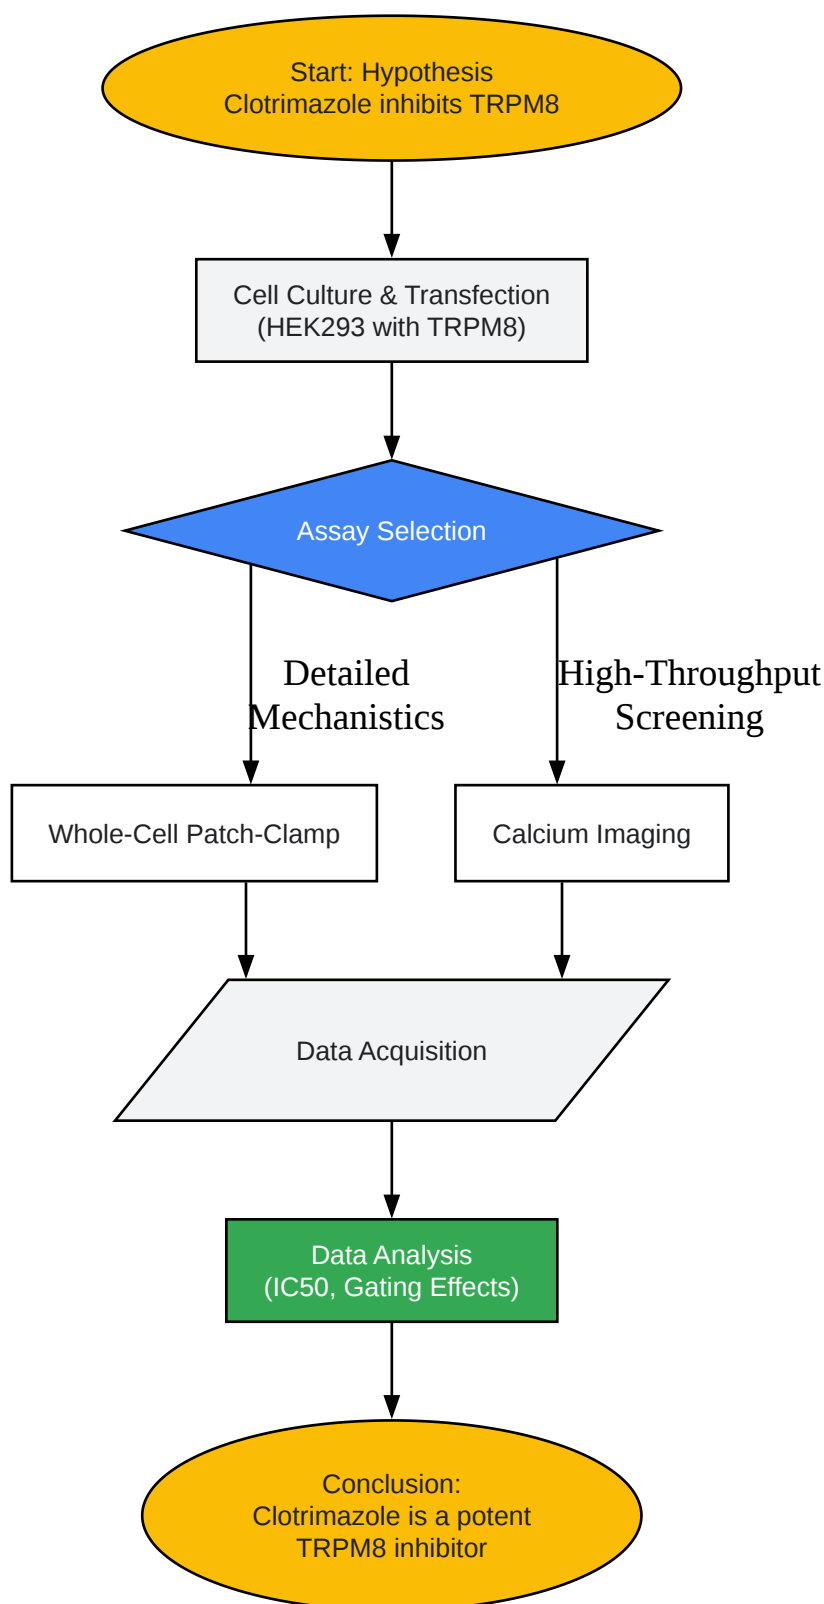 Start: Hypothesis
Clotrimazole inhibits TRPM8
Cell Culture & Transfection
(HEK293 with TRPM8)
Assay Selection
Detailed
Mechanistics
High-Throughput
Screening
Whole-Cell Patch-Clamp
Calcium Imaging
Data Acquisition
Data Analysis
(IC50, Gating Effects)
Conclusion:
Clotrimazole is a potent
TRPM8 inhibitor